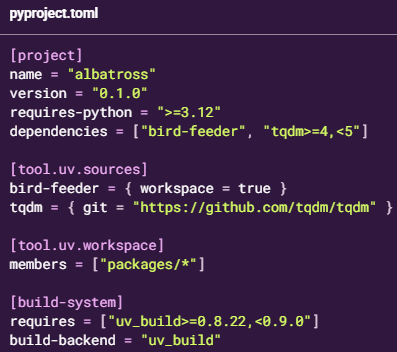 pyproject.toml
[project]
name = "albatross"
version = "0.1.0"
requires-python = ">=3.12"
dependencies = ["bird-feeder", "tqdm>=4,<5"]
[tool.uv.sources]
bird-feeder = { workspace = true }
tqdm = { git = "https://github.com/tqdm/tqdm" }
[tool.uv.workspace]
members = ["packages/*"]
[build-system]
requires = ["uv_build>=0.8.22,<0.9.0"]
build-backend = "uv_build"